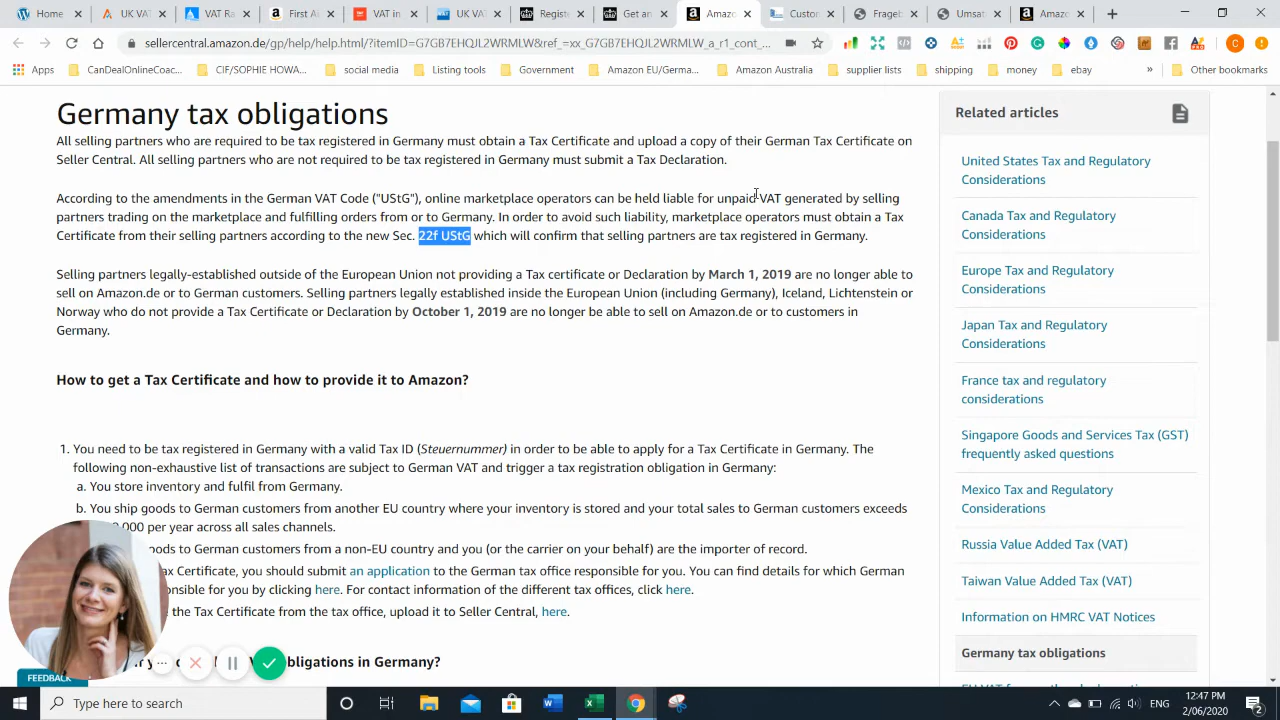 UK VAT
VAT Ra
First A
VAT in
UK VAT
Registe
Get an
Amazo
Custom
Frageb
Umsat
Amazo
sellercentral.amazon.de/gp/help/help.html/?itemID=G7GB7EHQJL2WRMLW&ref_=xx_G7GB7EHQJL2WRMLW_a_r1_cont_...
Apps
CanDealOnlineCoac...
CIF/SOPHIE HOWA...
social media
Listing tools
Government
Amazon EU/Germa...
Amazon Australia
supplier lists
shipping
money
ebay
»
Other bookmarks
Germany tax obligations
All selling partners who are required to be tax registered in Germany must obtain a Tax Certificate and upload a copy of their German Tax Certificate on
Seller Central. All selling partners who are not required to be tax registered in Germany must submit a Tax Declaration.
According to the amendments in the German VAT Code ("UStG"), online marketplace operators can be held liable for unpaid VAT generated by selling
partners trading on the marketplace and fulfilling orders from or to Germany. In order to avoid such liability, marketplace operators must obtain a Tax
Certificate from their selling partners according to the new Sec. 22f UStG which will confirm that selling partners are tax registered in Germany.
Selling partners legally-established outside of the European Union not providing a Tax certificate or Declaration by March 1, 2019 are no longer able to
sell on Amazon.de or to German customers. Selling partners legally established inside the European Union (including Germany), Iceland, Lichtenstein or
Norway who do not provide a Tax Certificate or Declaration by October 1, 2019 are no longer be able to sell on Amazon.de or to customers in
Germany.
How to get a Tax Certificate and how to provide it to Amazon?
1. You need to be tax registered in Germany with a valid Tax ID (Steuernummer) in order to be able to apply for a Tax Certificate in Germany. The
following non-exhaustive list of transactions are subject to German VAT and trigger a tax registration obligation in Germany:
a. You store inventory and fulfil from Germany.
b. You ship goods to German customers from another EU country where your inventory is stored and your total sales to German customers exceeds
000 per year across all sales channels.
oods to German customers from a non-EU country and you (or the carrier on your behalf) are the importer of record.
ax Certificate, you should submit an application to the German tax office responsible for you. You can find details for which German
ponsible for you by clicking here. For contact information of the different tax offices, click here.
the Tax Certificate from the tax office, upload it to Seller Central, here.
bligations in Germany?
FEEDBACK
Related articles
United States Tax and Regulatory
Considerations
Canada Tax and Regulatory
Considerations
Europe Tax and Regulatory
Considerations
Japan Tax and Regulatory
Considerations
France tax and regulatory
considerations
Singapore Goods and Services Tax (GST)
frequently asked questions
Mexico Tax and Regulatory
Considerations
Russia Value Added Tax (VAT)
Taiwan Value Added Tax (VAT)
Information on HMRC VAT Notices
Germany tax obligations
Type here to search
ENG
12:47 PM
2/06/2020
2